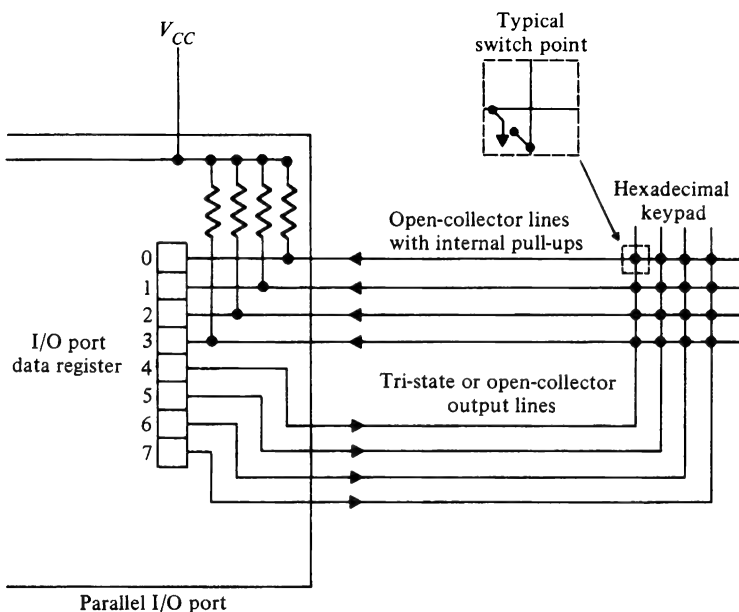 Typical
switch point
V_CC
Hexadecimal
keypad
Open-collector lines
with internal pull-ups
0
1
2
3
4
5
6
7
I/O port
data register
Tri-state or open-collector
output lines
Parallel I/O port